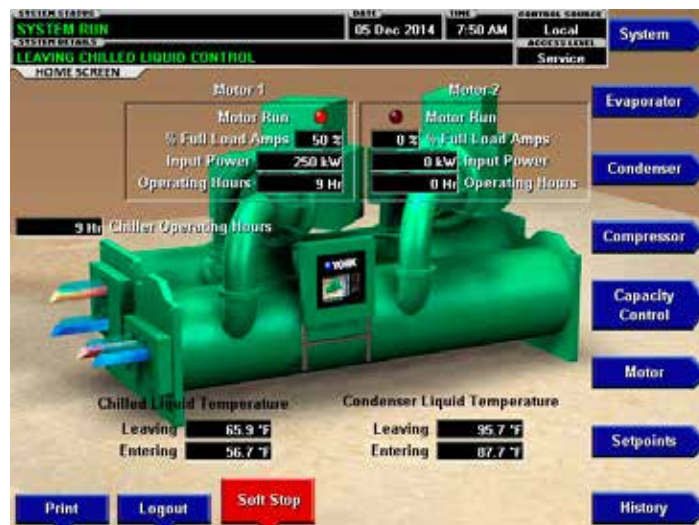 SYSTEM STATUS
SYSTEM RUN
DATE
05 Dec 2014
TIME
7:50 AM
CONTROL SOURCE
Local
SYSTEM DETAILS
LEAVING CHILLED LIQUID CONTROL
ACCESS LEVEL
Service
HOME SCREEN
System
Evaporator
Condenser
Compressor
Capacity
Control
Motor
Setpoints
History
Motor 1
Motor Run
% Full Load Amps 50 %
Input Power 250 kW
Operating Hours 9 Hr
Motor 2
Motor Run
0 % % Full Load Amps
0 kW Input Power
0 Hr Operating Hours
9 Hr Chiller Operating Hours
YORK
Chilled Liquid Temperature
Leaving 65.9 °F
Entering 56.7 °F
Condenser Liquid Temperature
Leaving 95.7 °F
Entering 87.7 °F
Print
Logout
Soft Stop